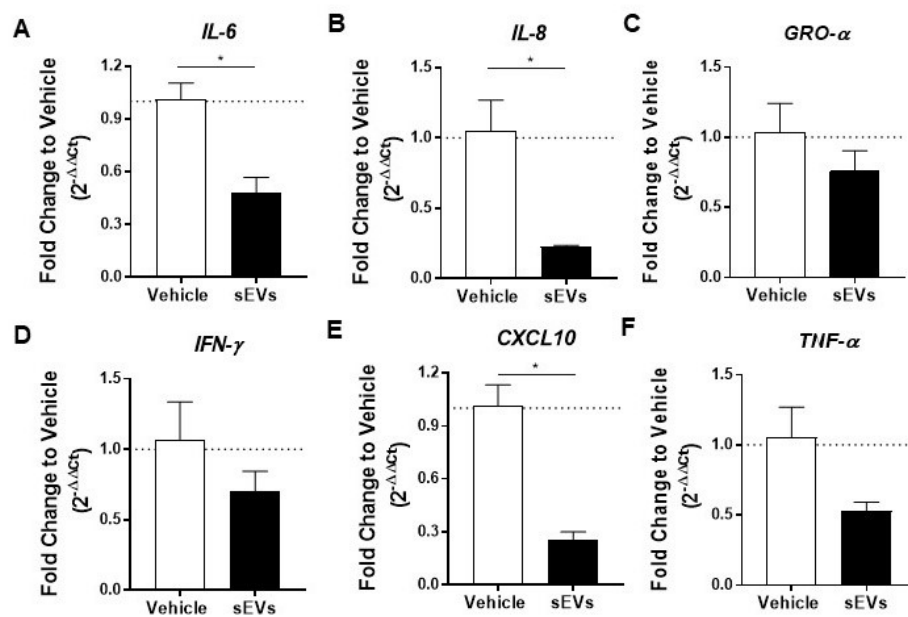 A
IL-6
Fold Change to Vehicle
(2-ΔΔCt)
1.2
0.9
0.6
0.3
0.0
*
Vehicle sEVs
B
IL-8
Fold Change to Vehicle
(2-ΔΔCt)
1.5
1.0
0.5
0.0
*
Vehicle sEVs
C
GRO-α
Fold Change to Vehicle
(2-ΔΔCt)
1.5
1.0
0.5
0.0
Vehicle sEVs
D
IFN-γ
Fold Change to Vehicle
(2-ΔΔCt)
1.5
1.0
0.5
0.0
Vehicle sEVs
E
CXCL10
Fold Change to Vehicle
(2-ΔΔCt)
1.2
0.9
0.6
0.3
0.0
*
Vehicle sEVs
F
TNF-α
Fold Change to Vehicle
(2-ΔΔCt)
1.5
1.0
0.5
0.0
Vehicle sEVs